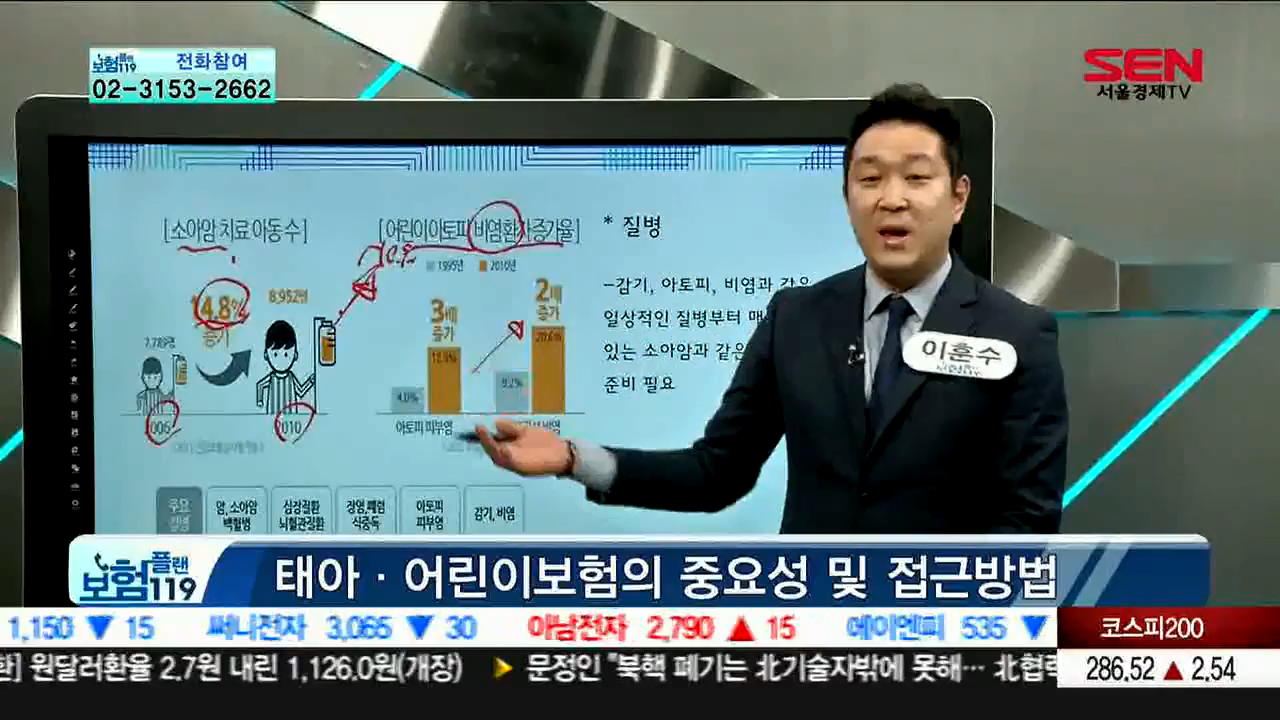 보험플랜119 전화참여
02-3153-2662
SEN
서울경제TV
[소아암 치료 아동 수]
[어린이 아토피 비염환자 증가율]
* 질병
1995년 2010년
14.8%
증가
8,952명
7,789명
3배
증가
2배
증가
12.9%
20.6%
4.0%
9.2%
-감기, 아토피, 비염과 같은
일상적인 질병부터
있는 소아암과 같은
준비 필요
이훈수
2010
아토피 피부염
비염
주요
질병
암, 소아암
백혈병
심장질환
뇌혈관질환
장염,폐렴
식중독
아토피
피부염
감기, 비염
보험플랜119
태아·어린이보험의 중요성 및 접근방법
1,150 ▼ 15 써니전자 3,065 ▼ 30 아남전자 2,790 ▲ 15 에이엔피 535 ▼
코스피200
환] 원달러환율 2.7원 내린 1,126.0원(개장) 문정인 "북핵 폐기는 北기술자밖에 못해… 北협력
286.52 ▲ 2.54